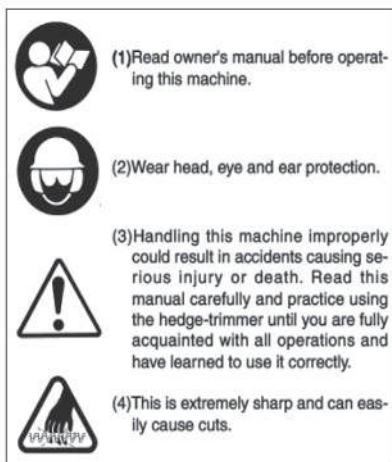 (1)Read owner's manual before operat-
ing this machine.
(2)Wear head, eye and ear protection.
(3)Handling this machine improperly
could result in accidents causing se-
rious injury or death. Read this
manual carefully and practice using
the hedge-trimmer until you are fully
acquainted with all operations and
have learned to use it correctly.
(4)This is extremely sharp and can eas-
ily cause cuts.